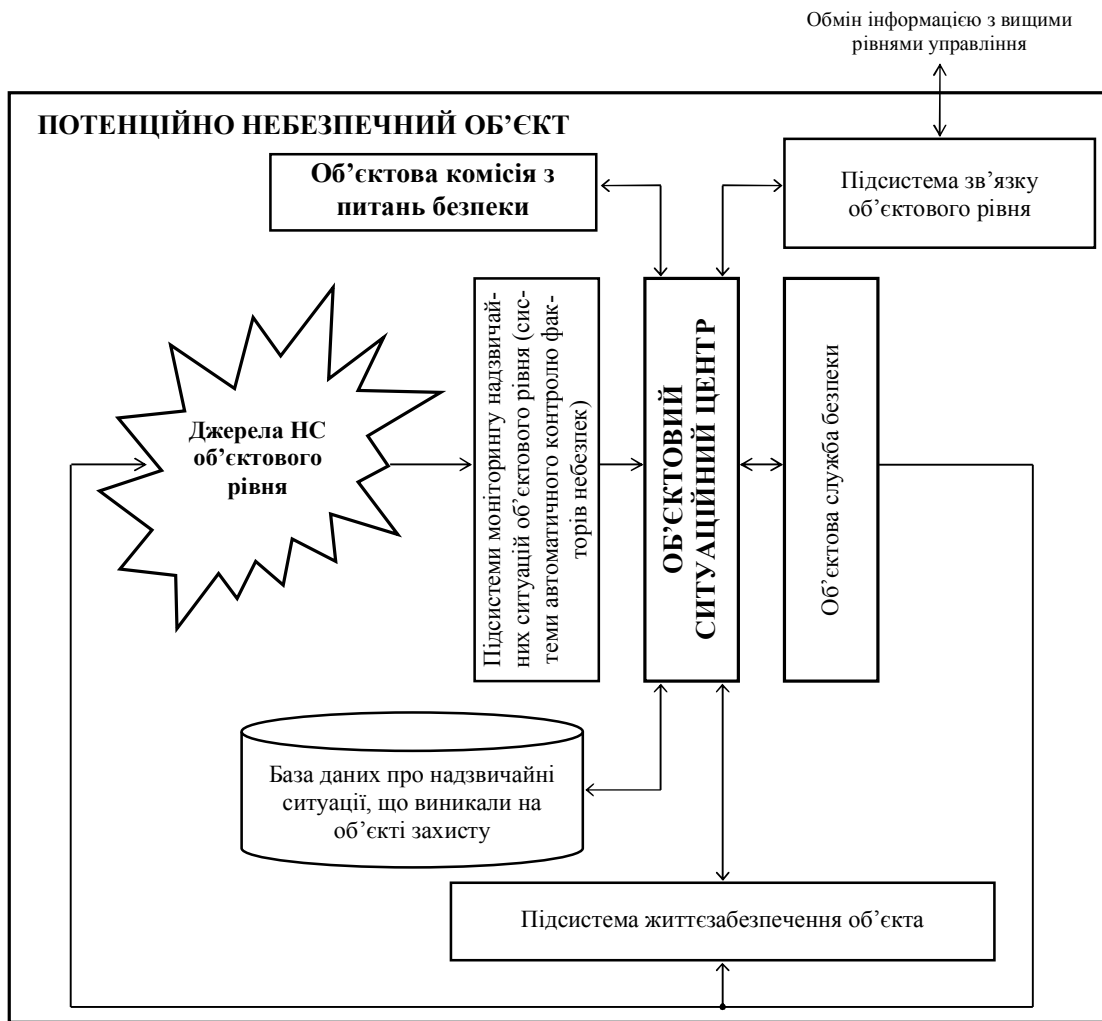 Обмін інформацією з вищими
рівнями управління
ПОТЕНЦІЙНО НЕБЕЗПЕЧНИЙ ОБ’ЄКТ
Об’єктова комісія з
питань безпеки
Підсистема зв’язку
об’єктового рівня
Джерела НС
об’єктового
рівня
Підсистеми моніторингу надзвичай-
них ситуацій об’єктового рівня (сис-
теми автоматичного контролю фак-
торів небезпек)
ОБ’ЄКТОВИЙ
СИТУАЦІЙНИЙ ЦЕНТР
Об’єктова служба безпеки
База даних про надзвичайні
ситуації, що виникали на
об’єкті захисту
Підсистема життєзабезпечення об’єкта